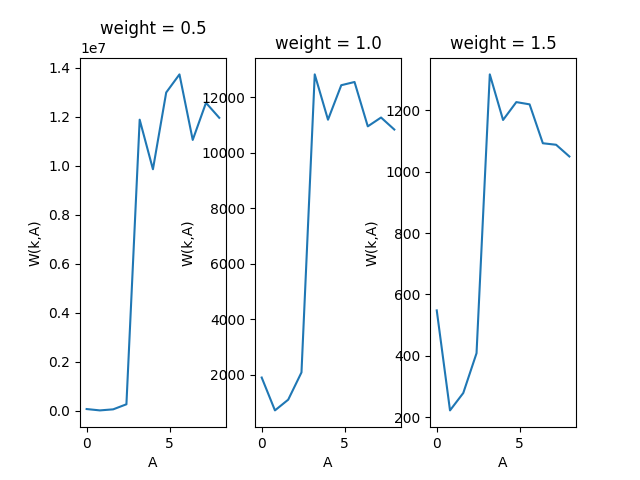 weight = 0.5
1e7
1.4
1.2
1.0
0.8
0.6
0.4
0.2
0.0
W(k,A)
0
5
A
weight = 1.0
12000
10000
8000
6000
4000
2000
W(k,A)
0
5
A
weight = 1.5
1200
1000
800
600
400
200
W(k,A)
0
5
A